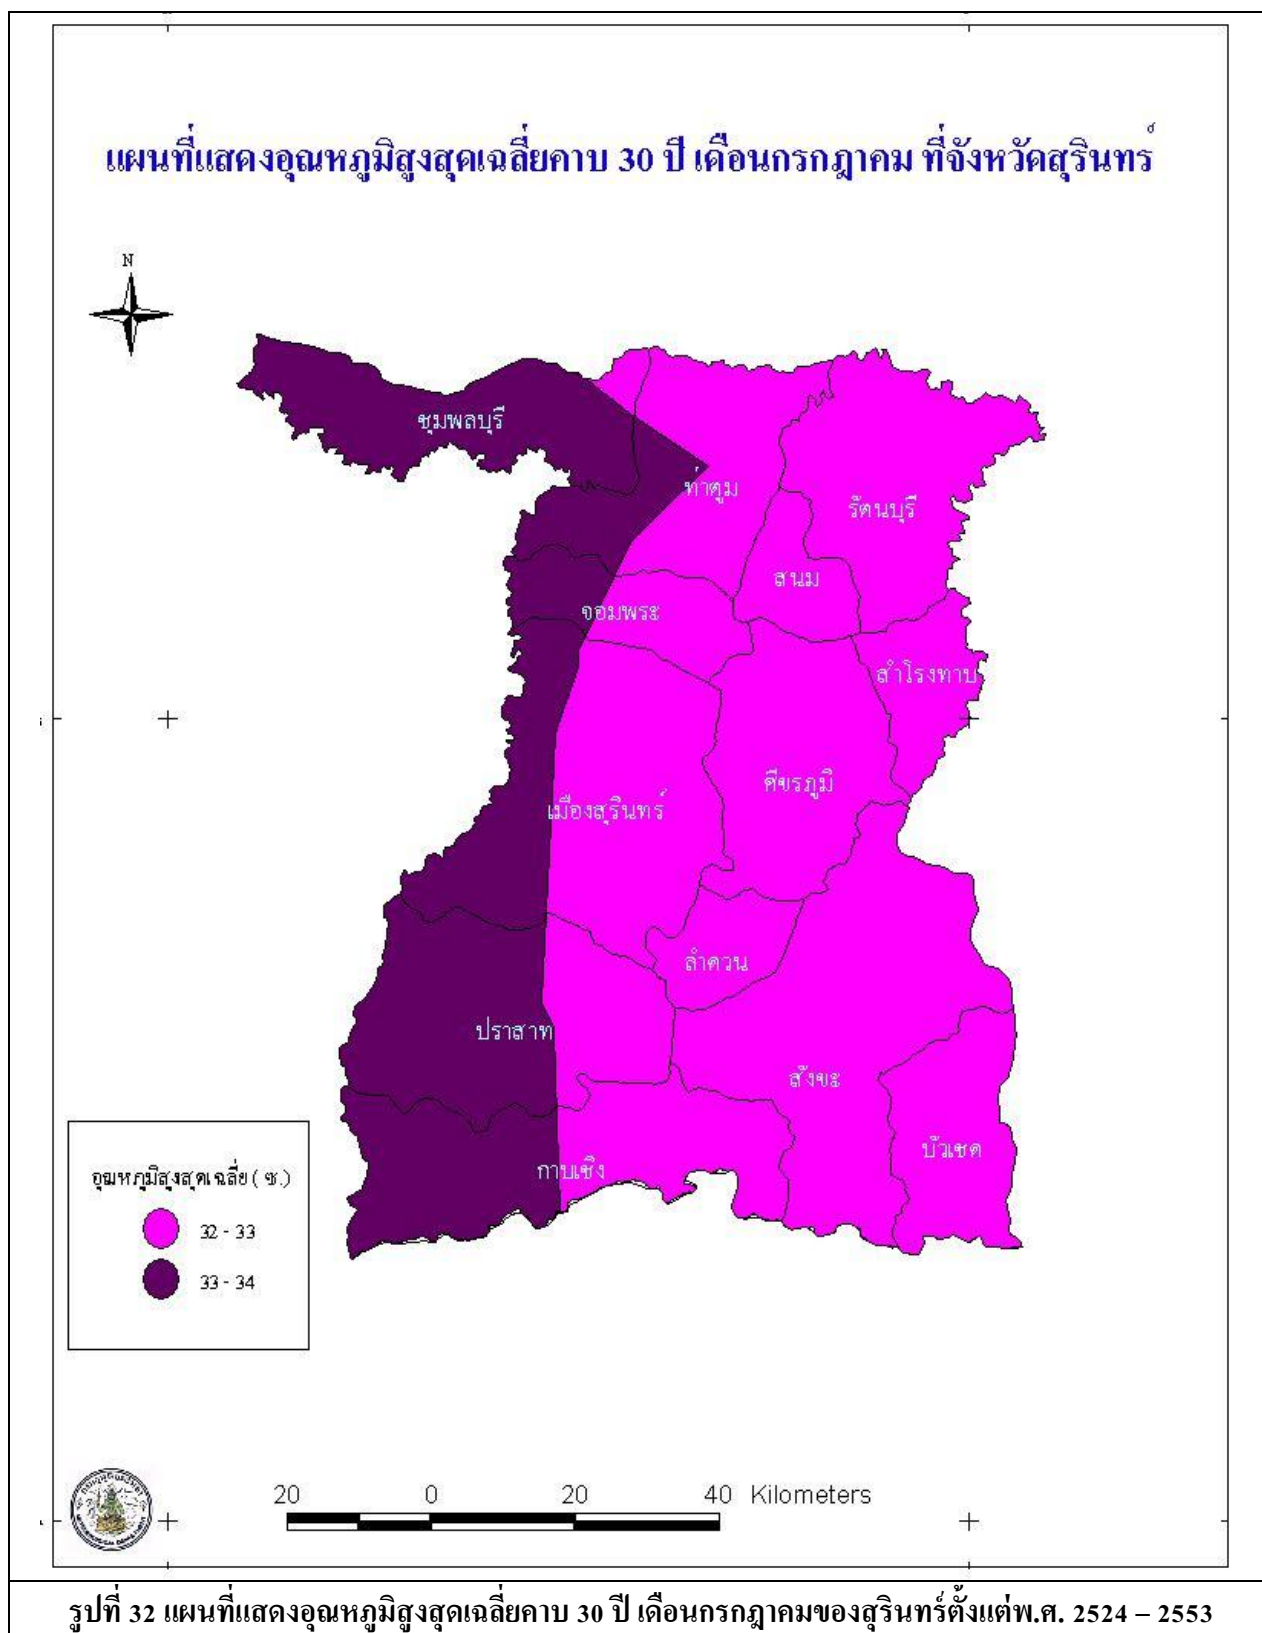 แผนที่แสดงอุณหภูมิสูงสุดเฉลี่ยคาบ 30 ปี เดือนกรกฎาคม ที่จังหวัดสุรินทร์
N
ชุมพลบุรี
ท่าตูม
รัตนบุรี
สนม
จอมพระ
สำโรงทาบ
ศีขรภูมิ
เมืองสุรินทร์
ลำดวน
ปราสาท
สังขะ
บัวเชด
กาบเชิง
อุณหภูมิสูงสุดเฉลี่ย ( ซ.)
32 - 33
33 - 34
20 0 20 40 Kilometers
รูปที่ 32 แผนที่แสดงอุณหภูมิสูงสุดเฉลี่ยคาบ 30 ปี เดือนกรกฎาคมของสุรินทร์ตั้งแต่พ.ศ. 2524 – 2553